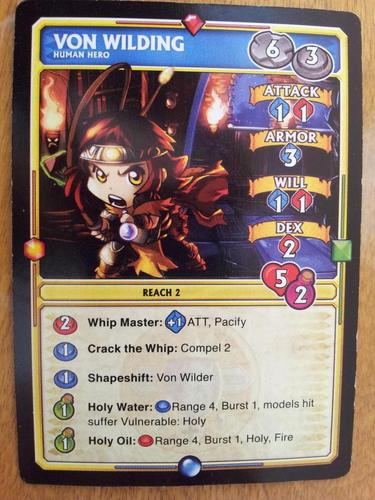 VON WILDING
HUMAN HERO
6 3
ATTACK
1 1
ARMOR
3
WILL
1 1
DEX
2
5
2
REACH 2
2 Whip Master: +1 ATT, Pacify
1 Crack the Whip: Compel 2
1 Shapeshift: Von Wilder
1 Holy Water: Range 4, Burst 1, models hit
suffer Vulnerable: Holy
1 Holy Oil: Range 4, Burst 1, Holy, Fire